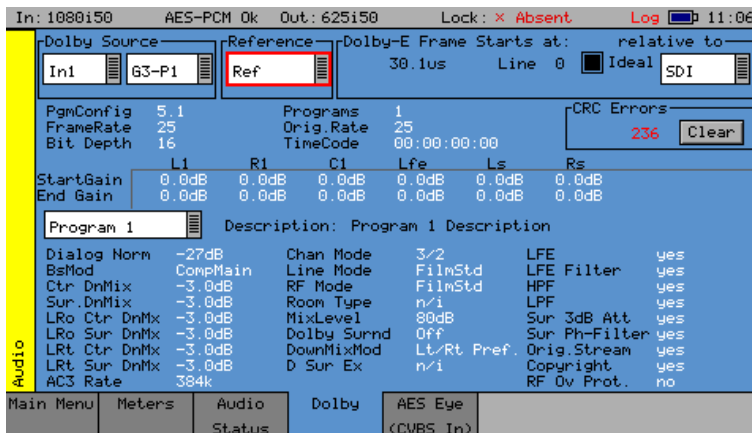 In: 1080i50 AES-PCM Ok Out: 625i50 Lock: × Absent Log 11:06
Dolby Source Reference Dolby-E Frame Starts at: relative to
In1 G3-P1 Ref 30.1us Line 0 Ideal SDI
PgmConfig 5.1 Programs 1 CRC Errors
FrameRate 25 Orig.Rate 25 236 Clear
Bit Depth 16 TimeCode 00:00:00:00
L1 R1 C1 Lfe Ls Rs
StartGain 0.0dB 0.0dB 0.0dB 0.0dB 0.0dB 0.0dB
End Gain 0.0dB 0.0dB 0.0dB 0.0dB 0.0dB 0.0dB
Program 1 Description: Program 1 Description
Dialog Norm -27dB Chan Mode 3/2 LFE yes
BsMod CompMain Line Mode FilmStd LFE Filter yes
Ctr DnMix -3.0dB RF Mode FilmStd HPF yes
Sur.DnMix -3.0dB Room Type n/i LPF yes
LRo Ctr DnMx -3.0dB MixLevel 80dB Sur 3dB Att yes
LRo Sur DnMx -3.0dB Dolby Surnd Off Sur Ph-Filter yes
LRt Ctr DnMx -3.0dB DownMixMod Lt/Rt Pref. Orig.Stream yes
LRt Sur DnMx -3.0dB D Sur Ex n/i Copyright yes
AC3 Rate 384k RF Ov Prot. no
Audio
Main Menu Meters Audio Status Dolby AES Eye (CVBS In)